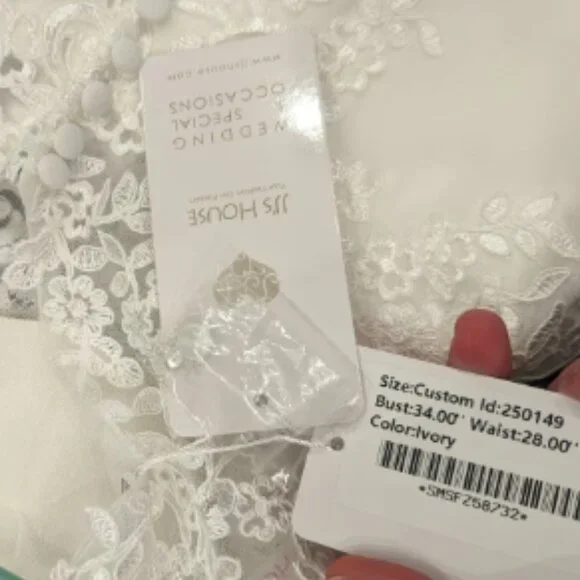 JJ'S HOUSE
WEDDING
SPECIAL
OCCASIONS
www.jjshouse.com
Size:Custom Id:250149
Bust:34.00'' Waist:28.00''
Color:Ivory
*SMSFZ58732*